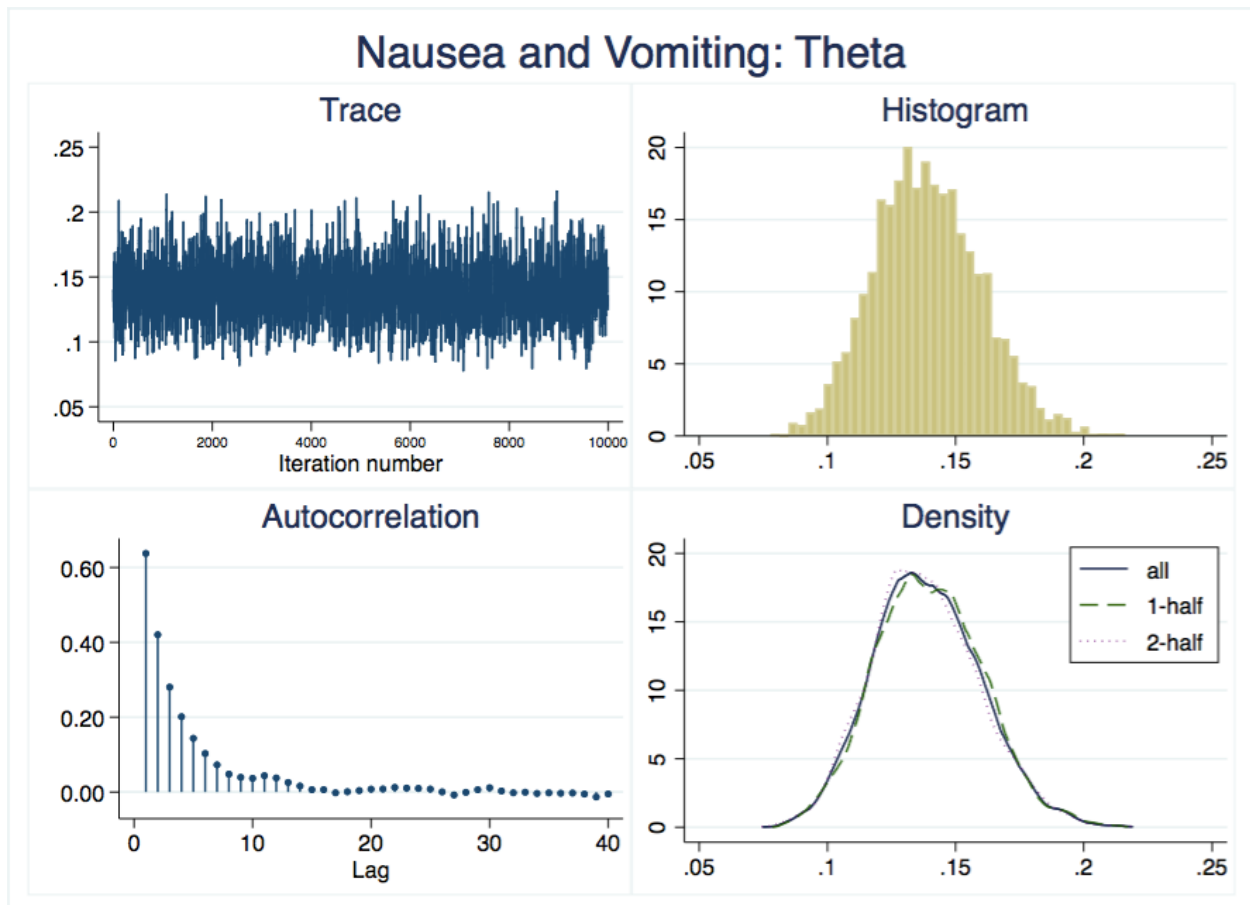 Nausea and Vomiting: Theta
Trace
.25
.2
.15
.1
.05
0 2000 4000 6000 8000 10000
Iteration number
Histogram
20
15
10
5
0
.05 .1 .15 .2 .25
Autocorrelation
0.60
0.40
0.20
0.00
0 10 20 30 40
Lag
Density
20
15
10
5
0
all
1-half
2-half
.05 .1 .15 .2 .25